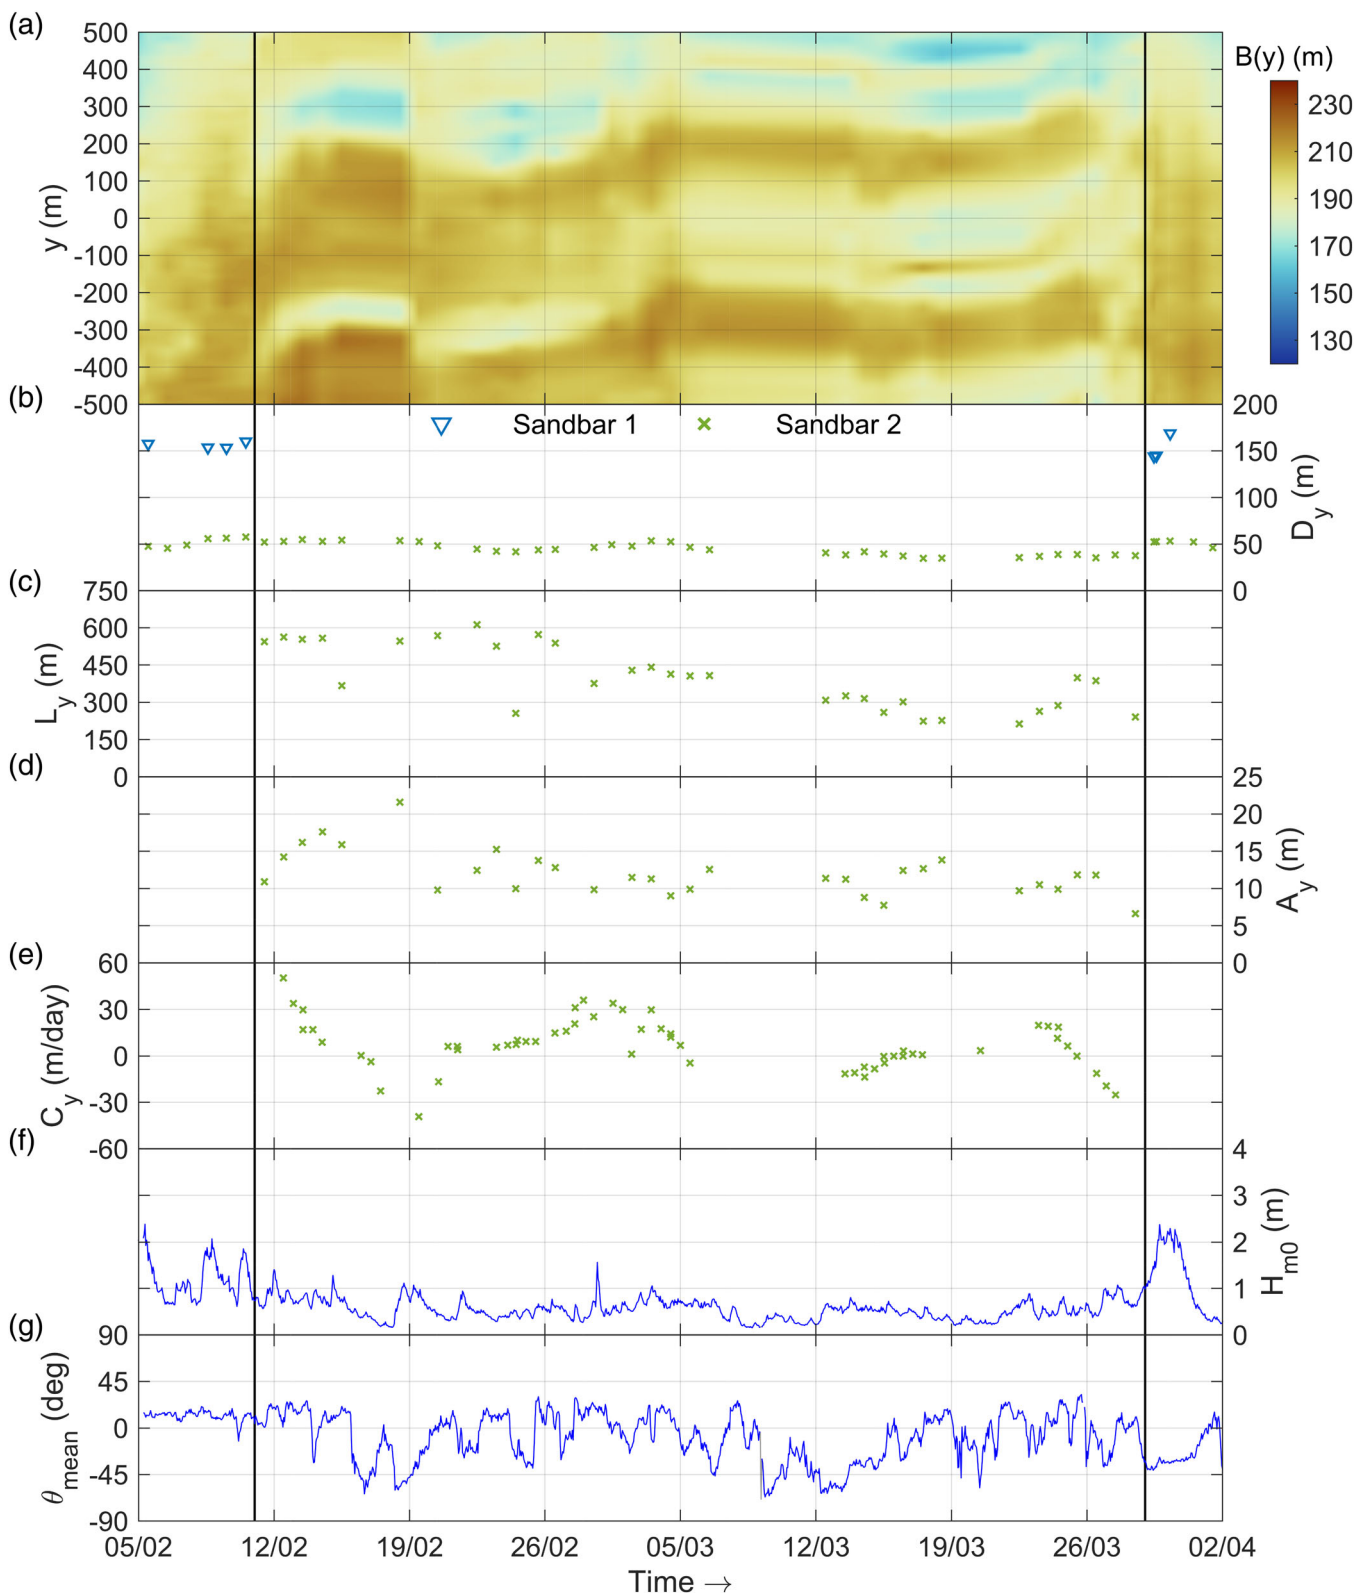 (a)
500
400
300
200
100
0
-100
-200
-300
-400
-500
y (m)
B(y) (m)
230
210
190
170
150
130
(b)
Sandbar 1
Sandbar 2
200
150
100
50
0
D_y (m)
(c)
750
600
450
300
150
0
L_y (m)
(d)
25
20
15
10
5
0
A_y (m)
(e)
60
30
0
-30
-60
C_y (m/day)
(f)
4
3
2
1
0
H_m0 (m)
(g)
90
45
0
-45
-90
θ_mean (deg)
05/02 12/02 19/02 26/02 05/03 12/03 19/03 26/03 02/04
Time →